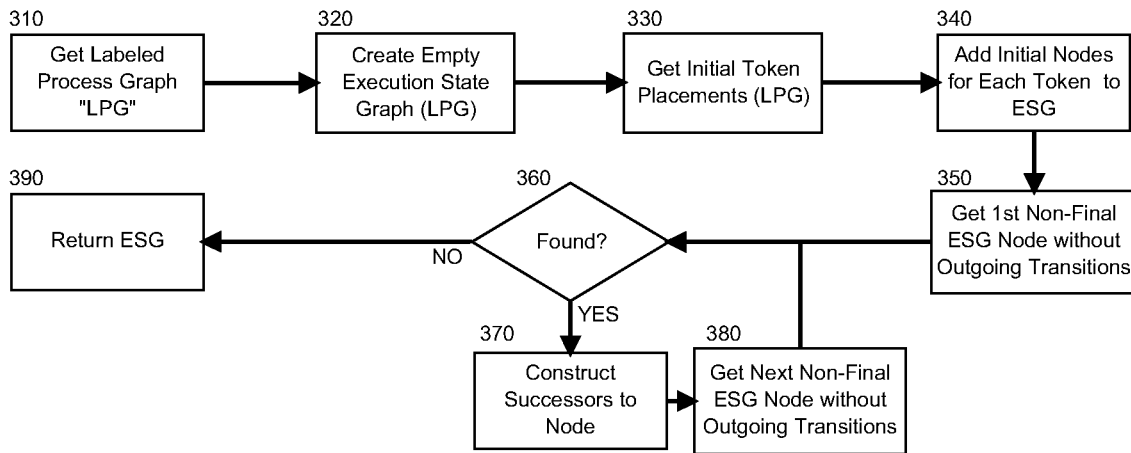 310
Get Labeled
Process Graph
"LPG"
320
Create Empty
Execution State
Graph (LPG)
330
Get Initial Token
Placements (LPG)
340
Add Initial Nodes
for Each Token to
ESG
390
Return ESG
360
Found?
NO
YES
350
Get 1st Non-Final
ESG Node without
Outgoing Transitions
370
Construct
Successors to
Node
380
Get Next Non-Final
ESG Node without
Outgoing Transitions